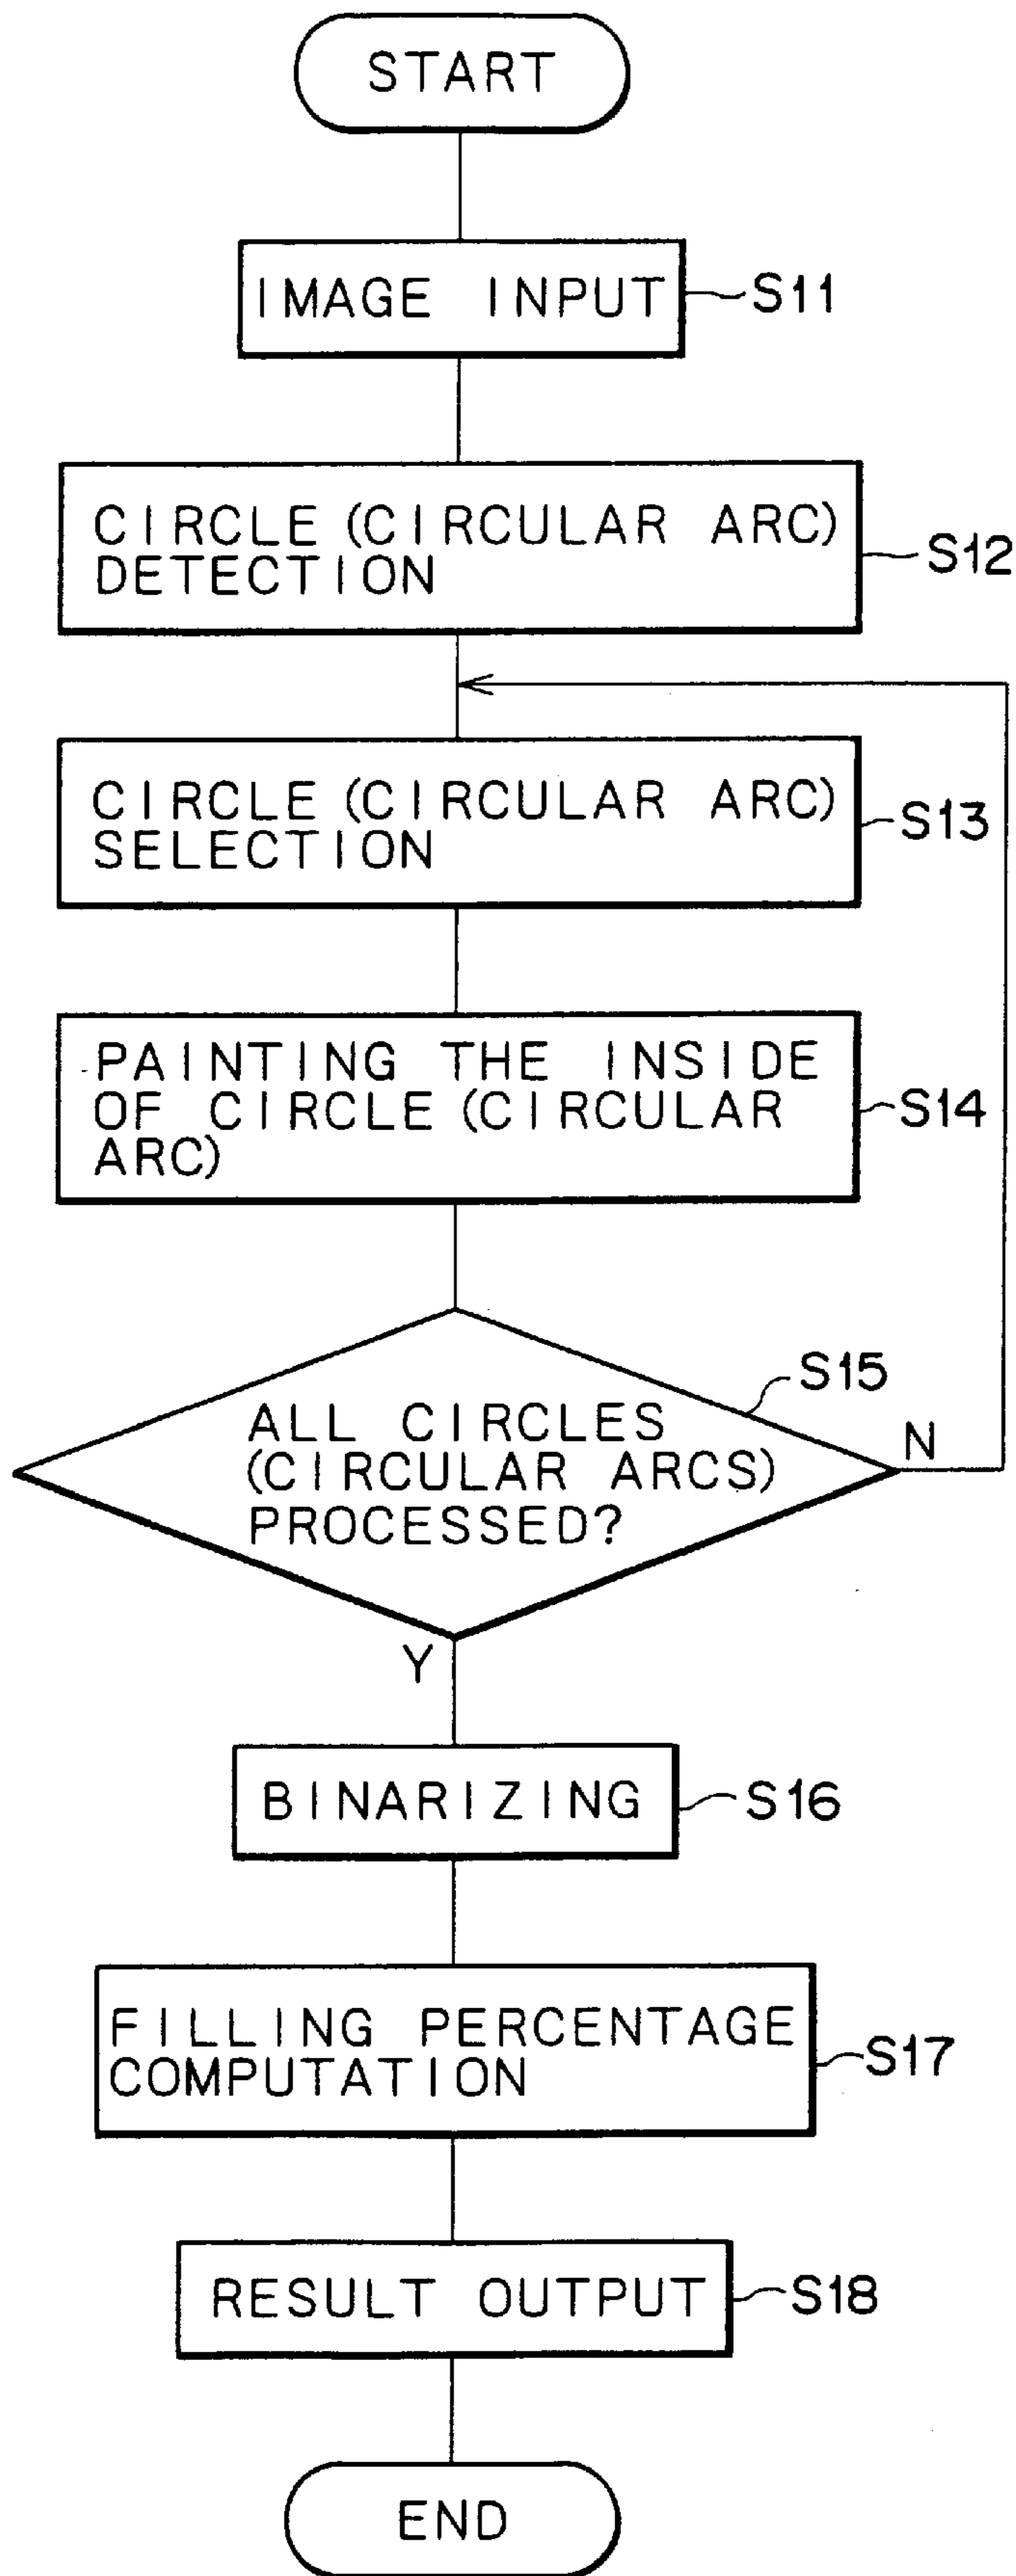 START
IMAGE INPUT
S11
CIRCLE (CIRCULAR ARC)
DETECTION
S12
CIRCLE (CIRCULAR ARC)
SELECTION
S13
PAINTING THE INSIDE
OF CIRCLE (CIRCULAR
ARC)
S14
S15
ALL CIRCLES
(CIRCULAR ARCS)
PROCESSED?
N
Y
BINARIZING
S16
FILLING PERCENTAGE
COMPUTATION
S17
RESULT OUTPUT
S18
END